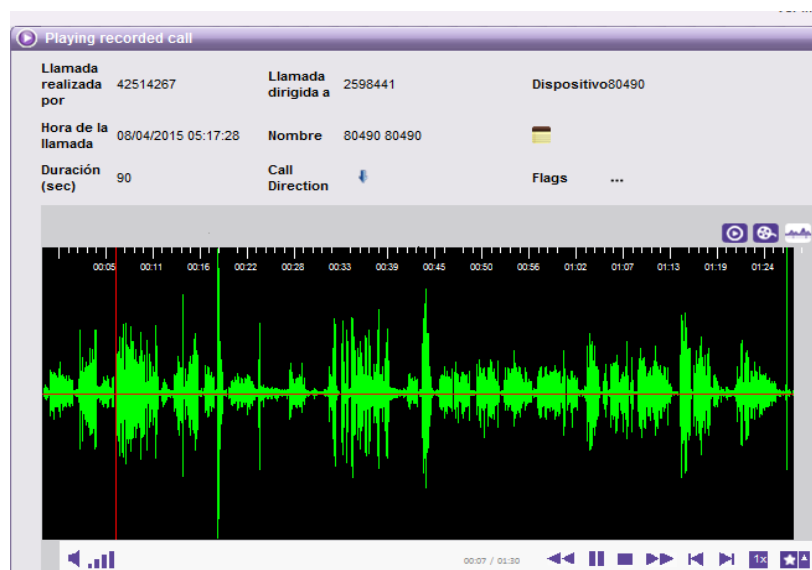 Playing recorded call
Llamada realizada por 42514267 Llamada dirigida a 2598441 Dispositivo80490
Hora de la llamada 08/04/2015 05:17:28 Nombre 80490 80490
Duración (sec) 90 Call Direction Flags ...
00:05 00:11 00:16 00:22 00:28 00:33 00:39 00:45 00:50 00:56 01:02 01:07 01:13 01:19 01:24
00:07 / 01:30 1x